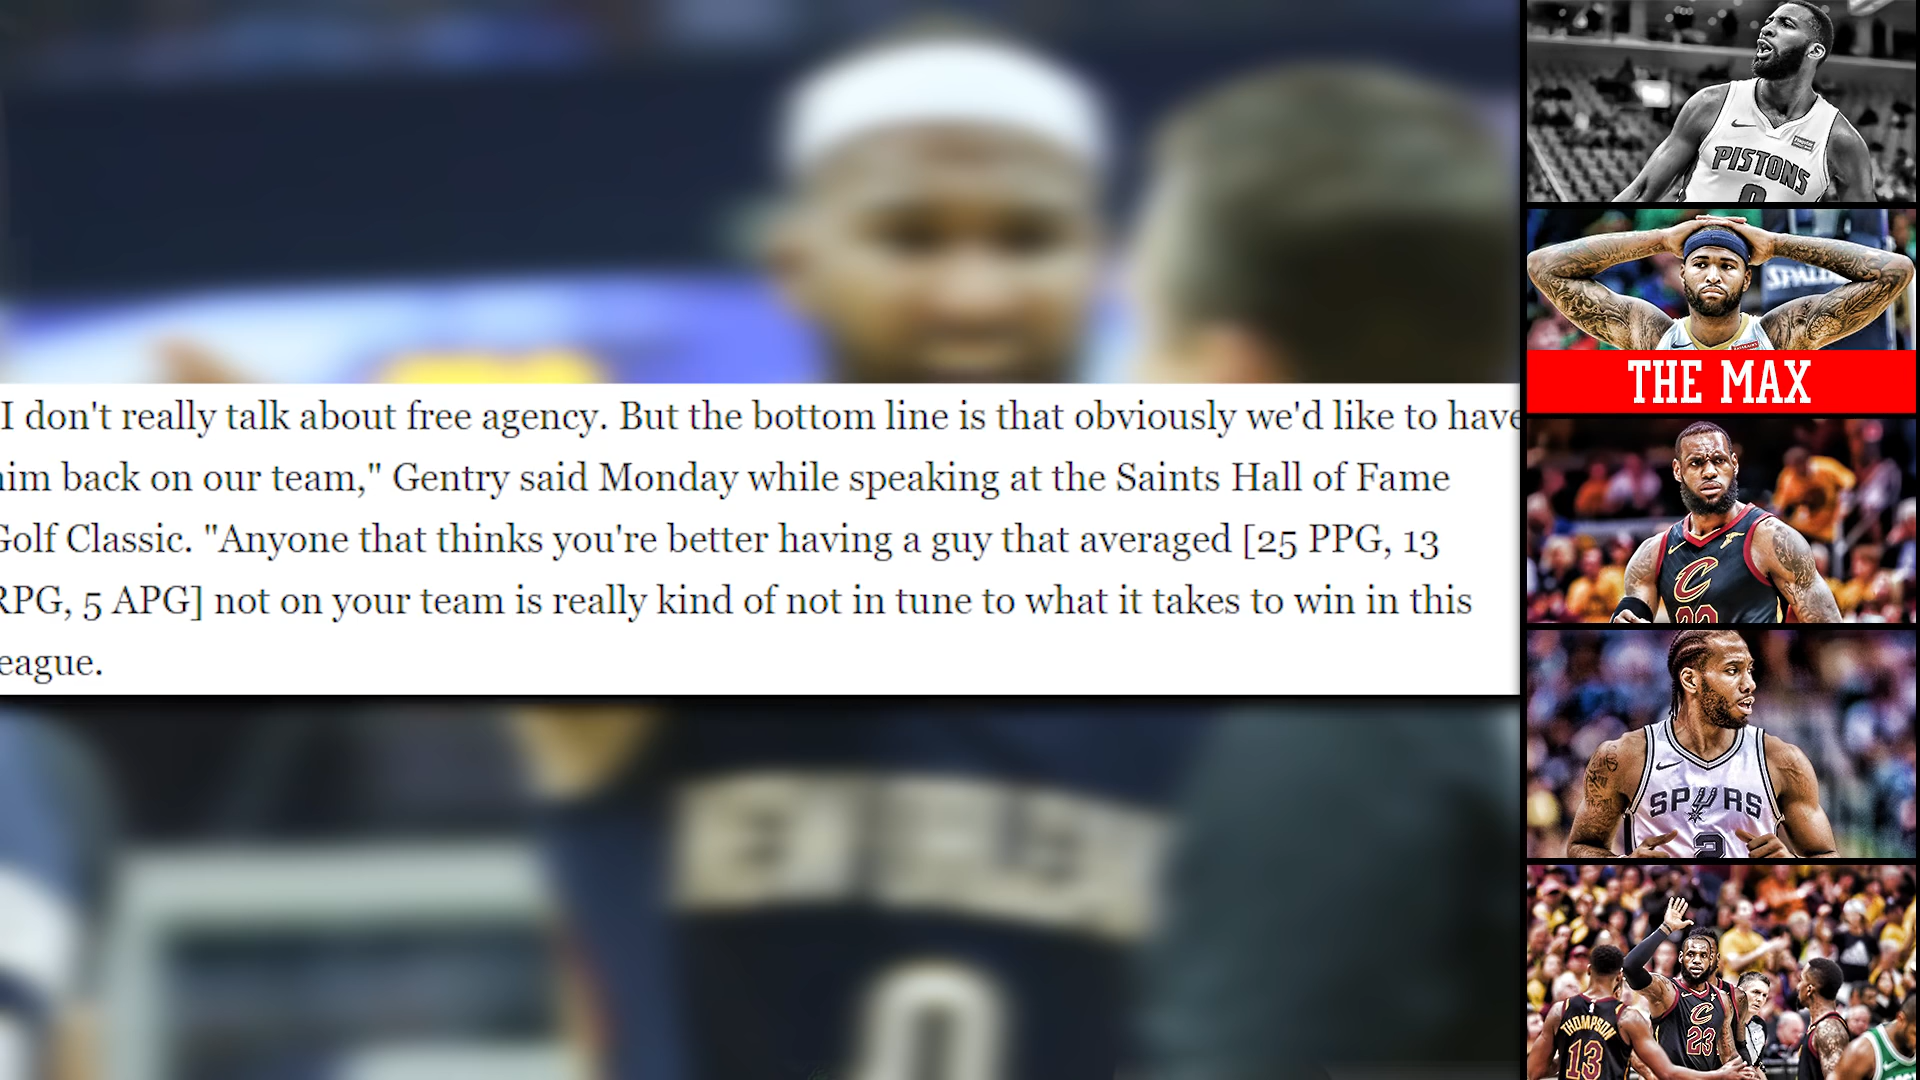 I don't really talk about free agency. But the bottom line is that obviously we'd like to have
him back on our team," Gentry said Monday while speaking at the Saints Hall of Fame
Golf Classic. "Anyone that thinks you're better having a guy that averaged [25 PPG, 13
RPG, 5 APG] not on your team is really kind of not in tune to what it takes to win in this
eague.
PISTONS
THE MAX
C
SPURS
2
THOMPSON
13
C
23
0